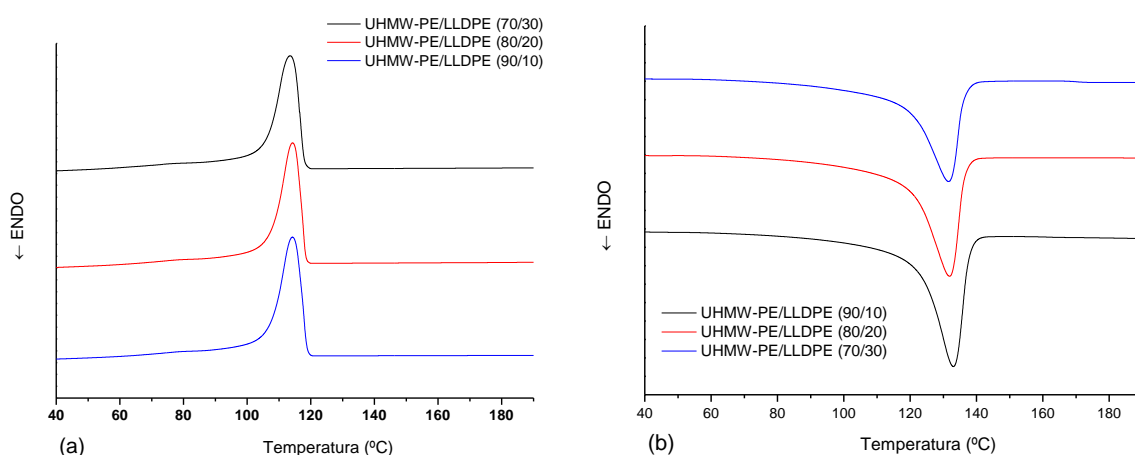 UHMW-PE/LLDPE (70/30)
UHMW-PE/LLDPE (80/20)
UHMW-PE/LLDPE (90/10)
← ENDO
40 60 80 100 120 140 160 180
Temperatura (ºC)
(a)
← ENDO
UHMW-PE/LLDPE (90/10)
UHMW-PE/LLDPE (80/20)
UHMW-PE/LLDPE (70/30)
40 60 80 100 120 140 160 180
Temperatura (ºC)
(b)